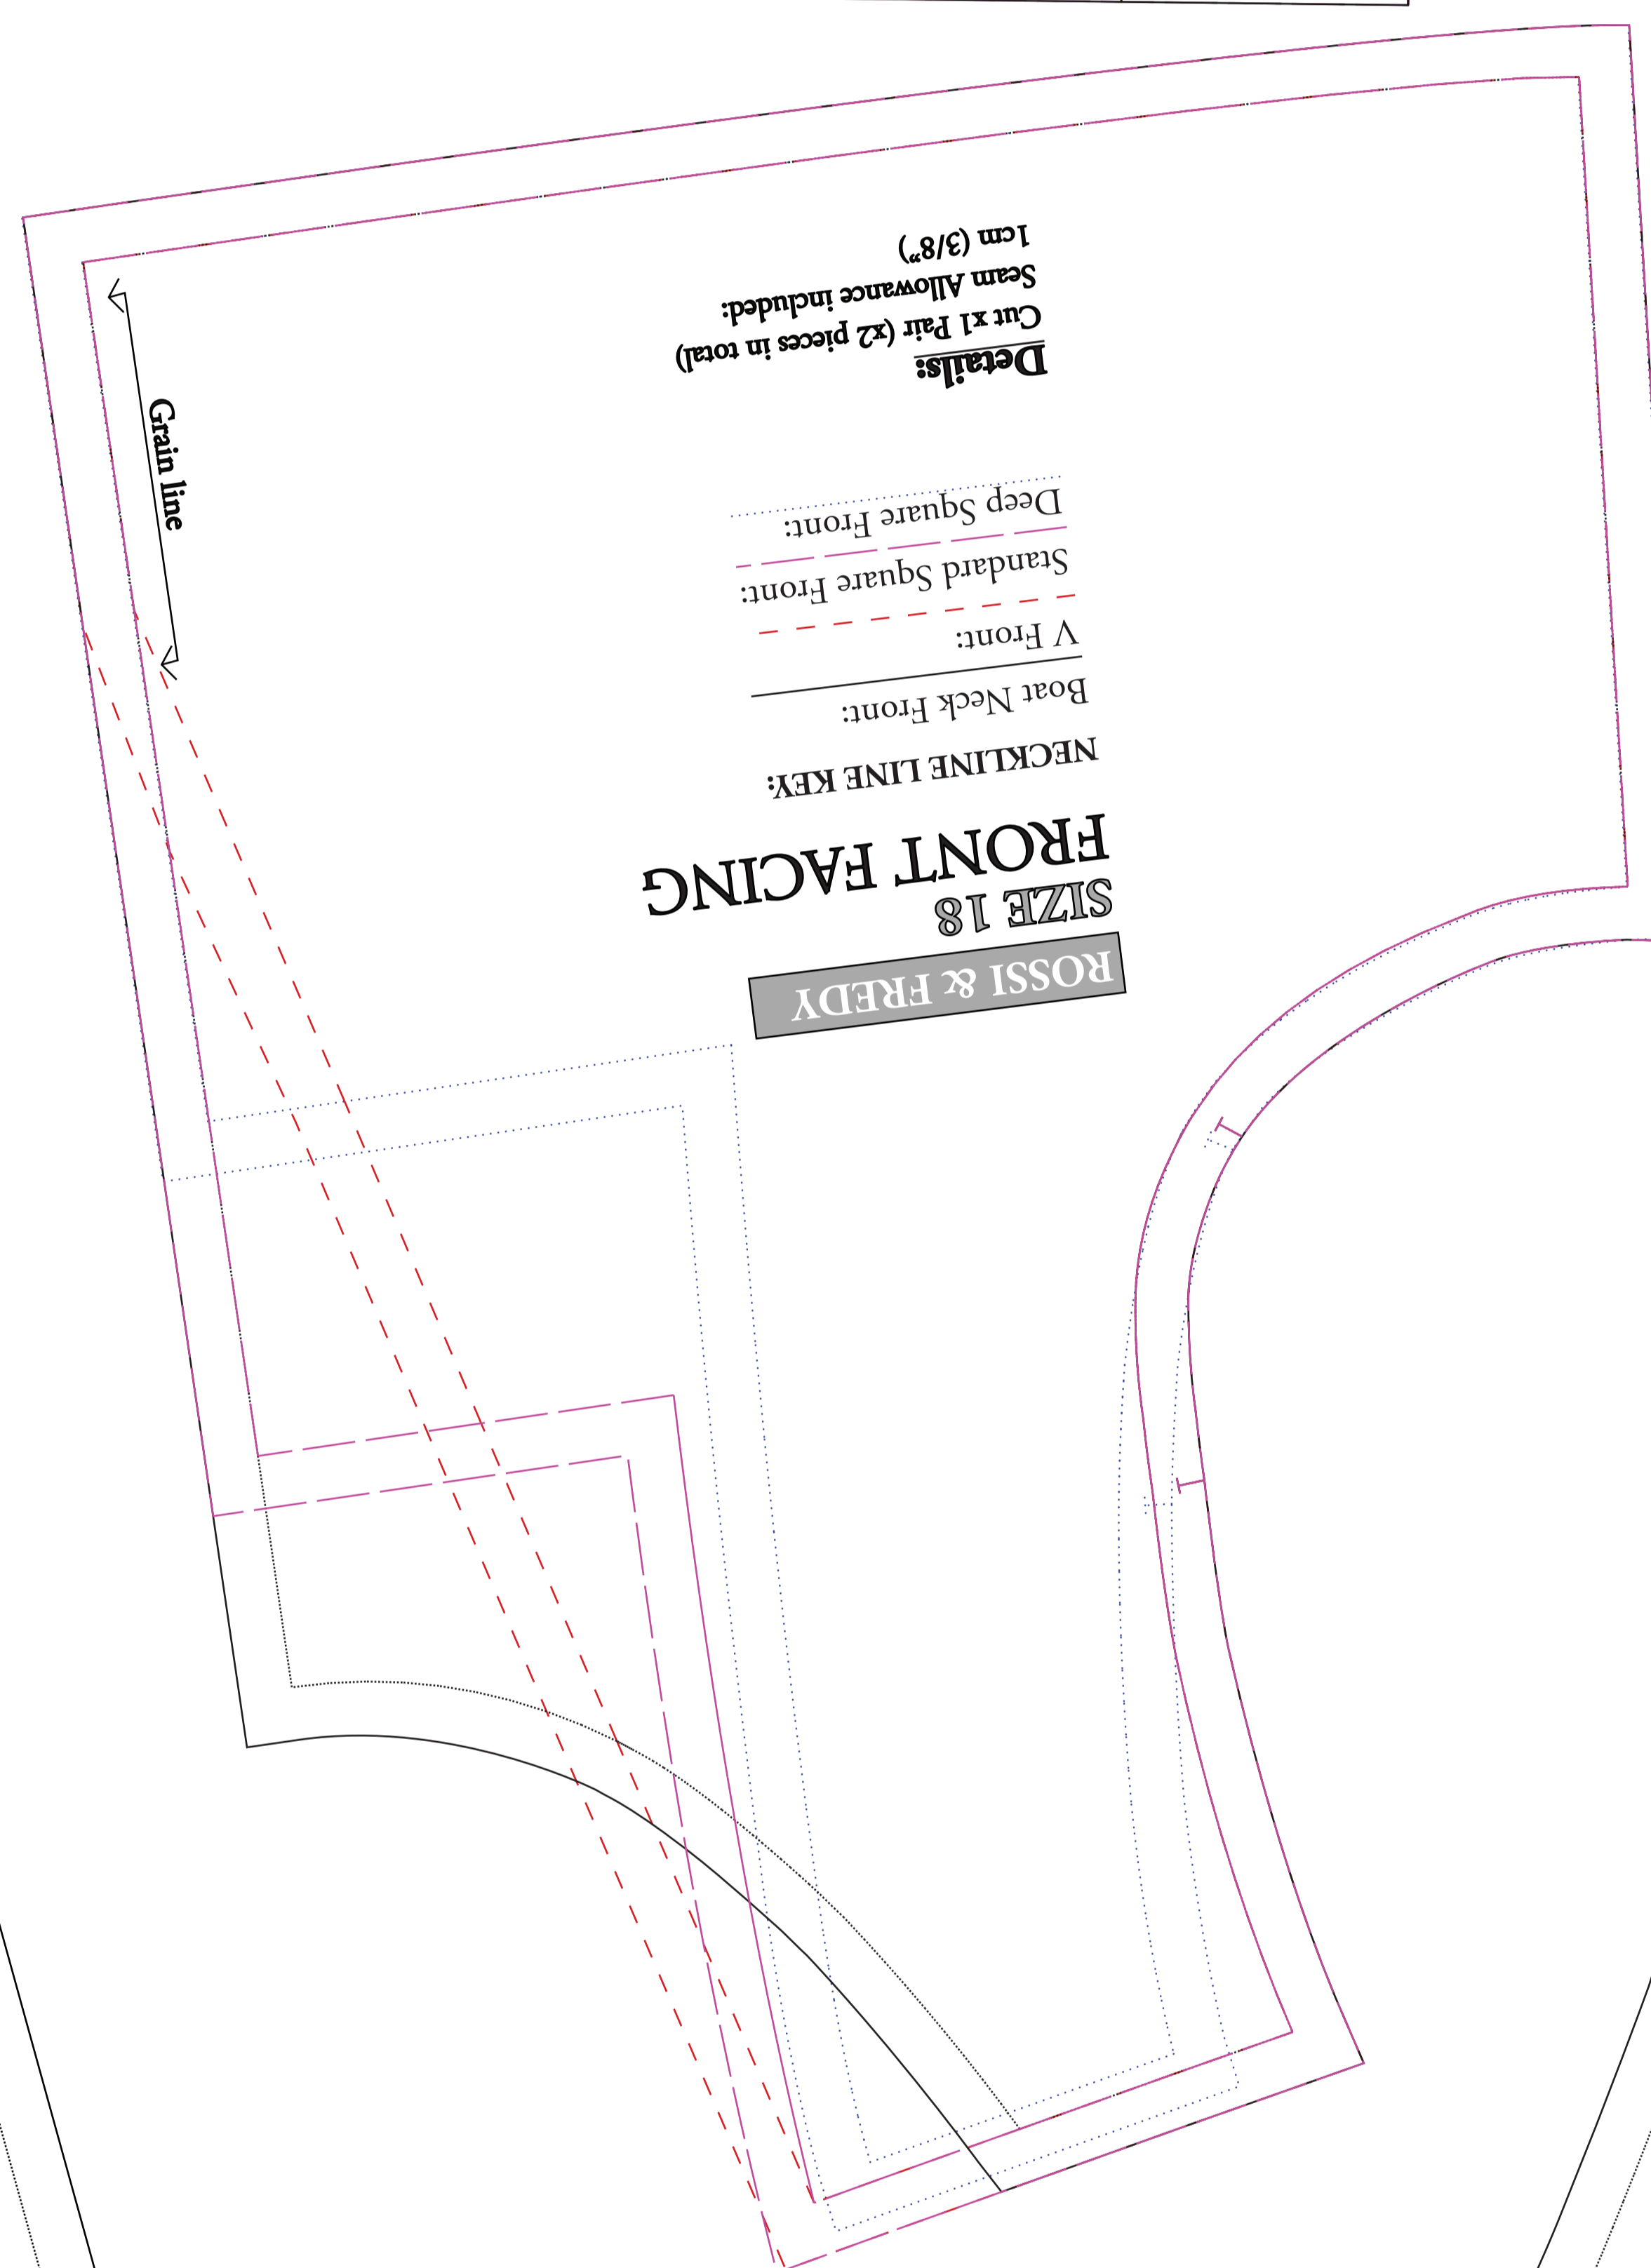 ROSSI & FREDY
SIZE 18
FRONT FACING
NECKLINE LINE KEY:
Boat Neck Front:
V Front:
Standard Square Front:
Deep Square Front:
Details:
Cut x1 Pair (x2 pieces in total)
Seam Allowance included:
1cm (3/8”)
Grain line